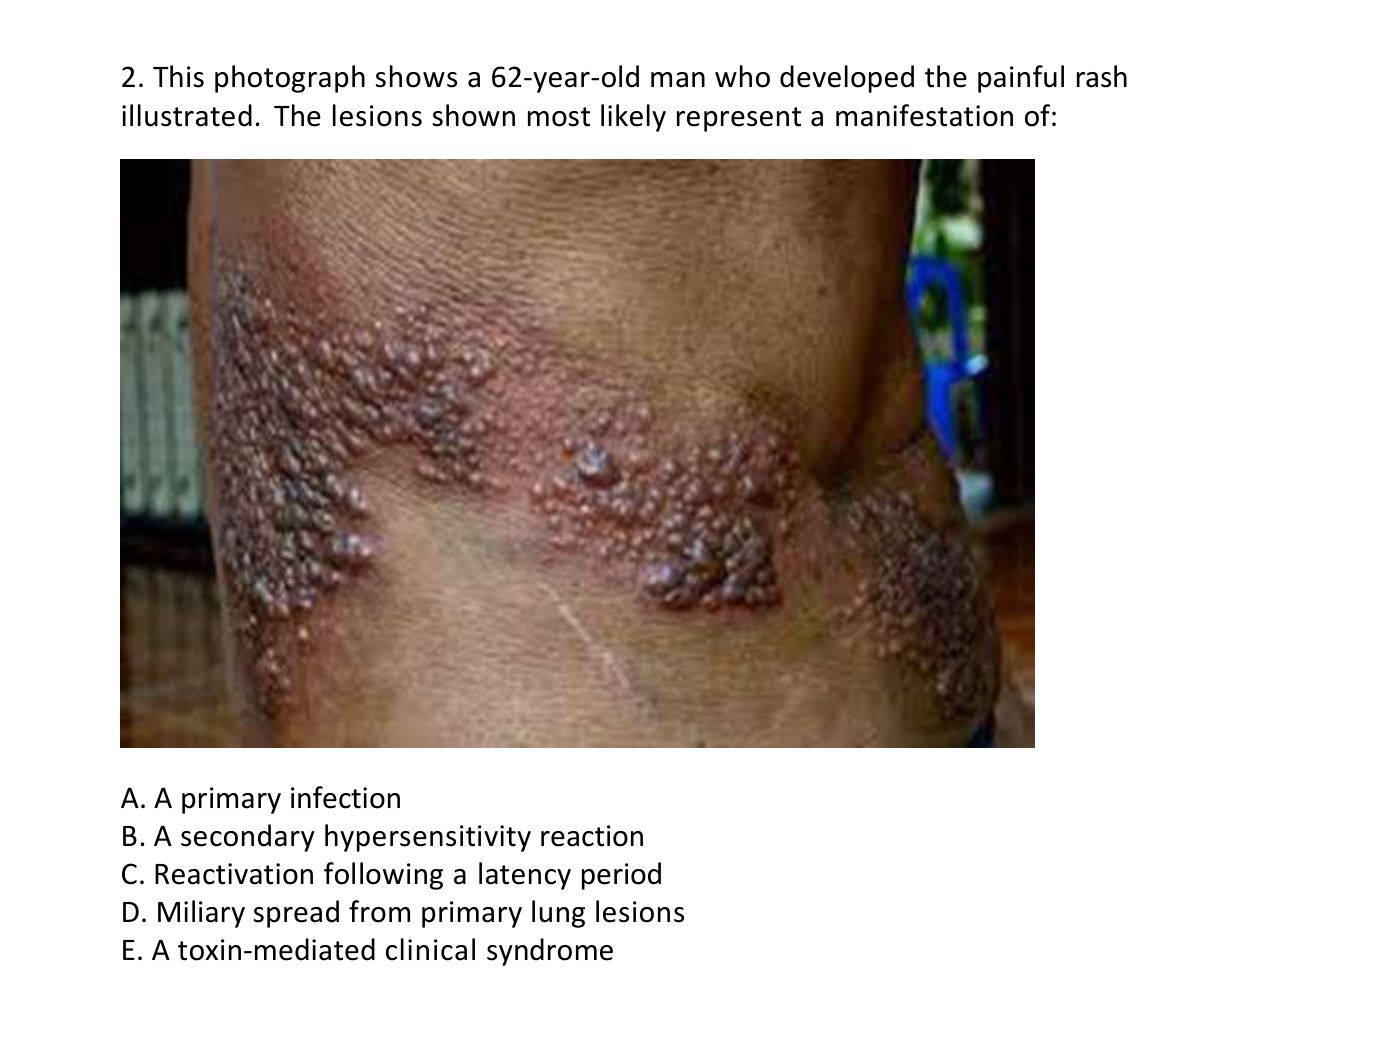 2. This photograph shows a 62-year-old man who developed the painful rash
illustrated. The lesions shown most likely represent a manifestation of:
A. A primary infection
B. A secondary hypersensitivity reaction
C. Reactivation following a latency period
D. Miliary spread from primary lung lesions
E. A toxin-mediated clinical syndrome